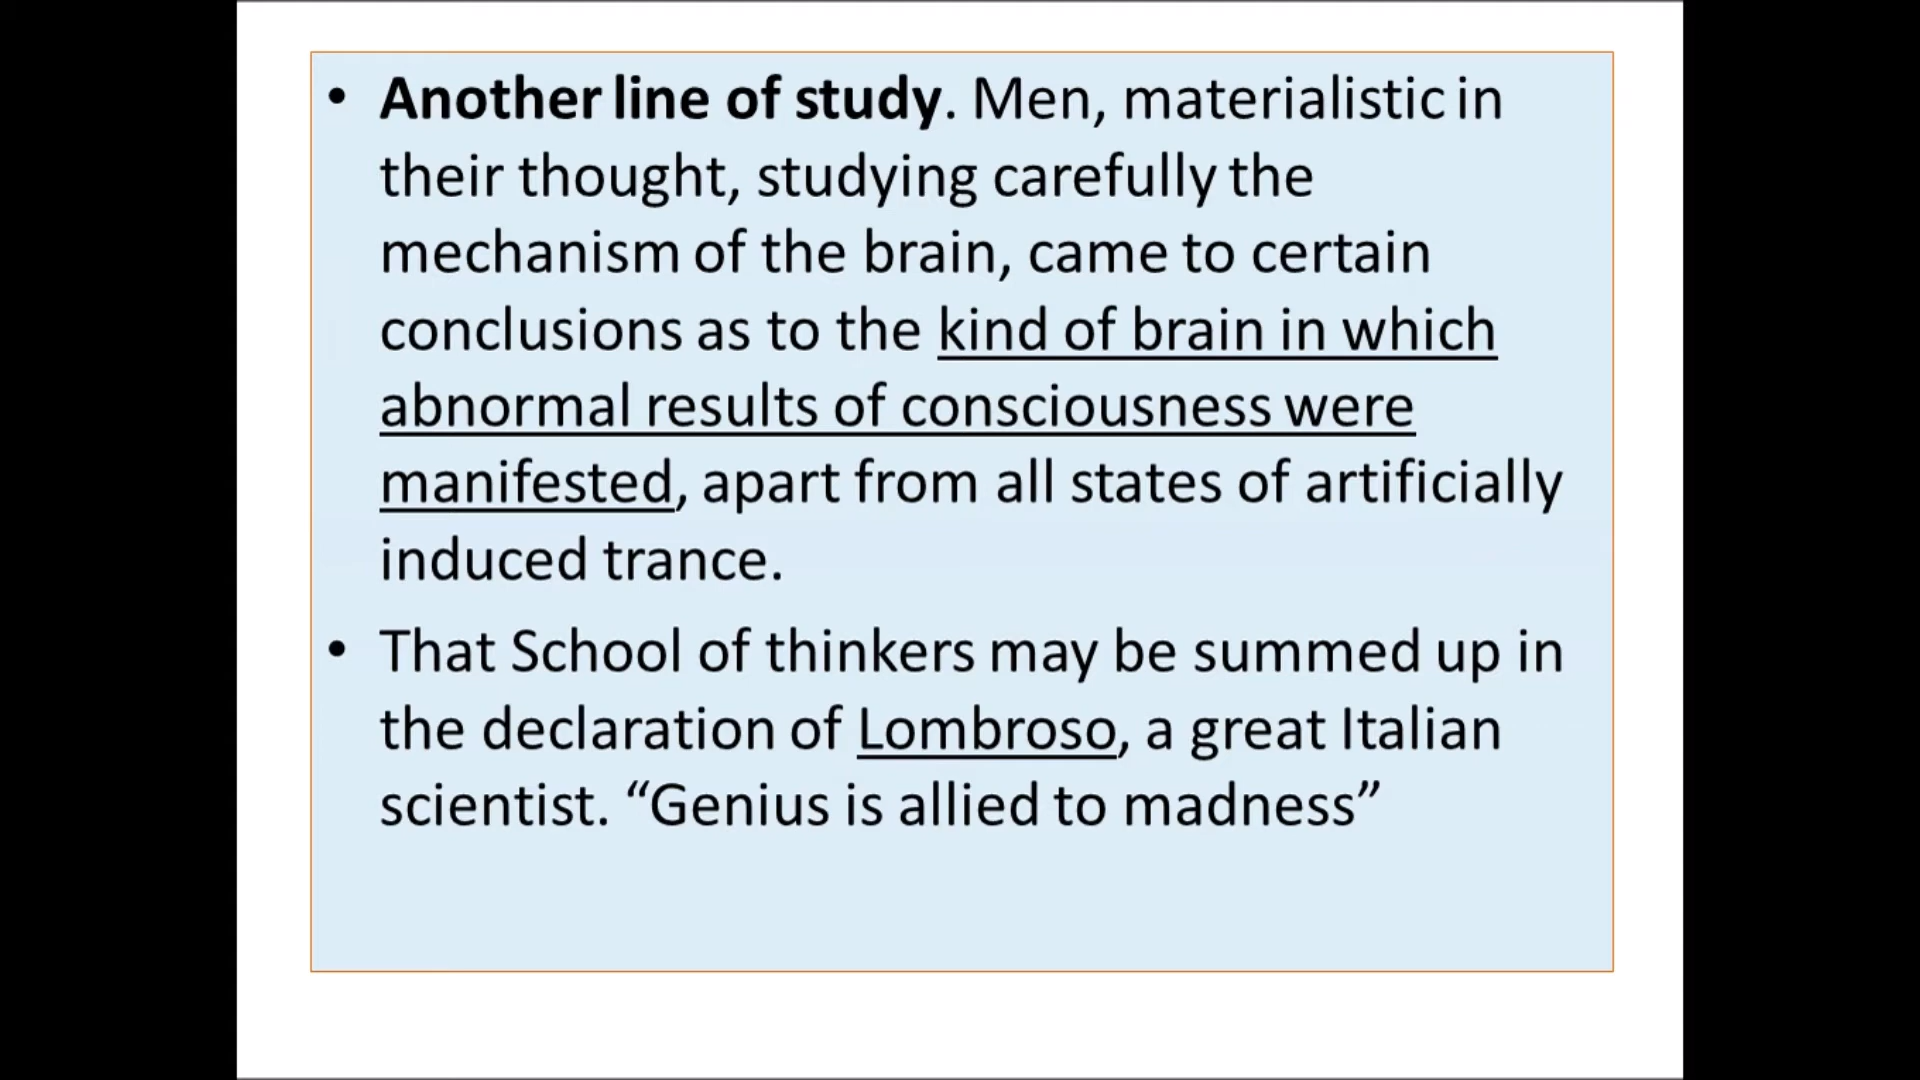 • Another line of study. Men, materialistic in
their thought, studying carefully the
mechanism of the brain, came to certain
conclusions as to the kind of brain in which
abnormal results of consciousness were
manifested, apart from all states of artificially
induced trance.
• That School of thinkers may be summed up in
the declaration of Lombroso, a great Italian
scientist. “Genius is allied to madness”